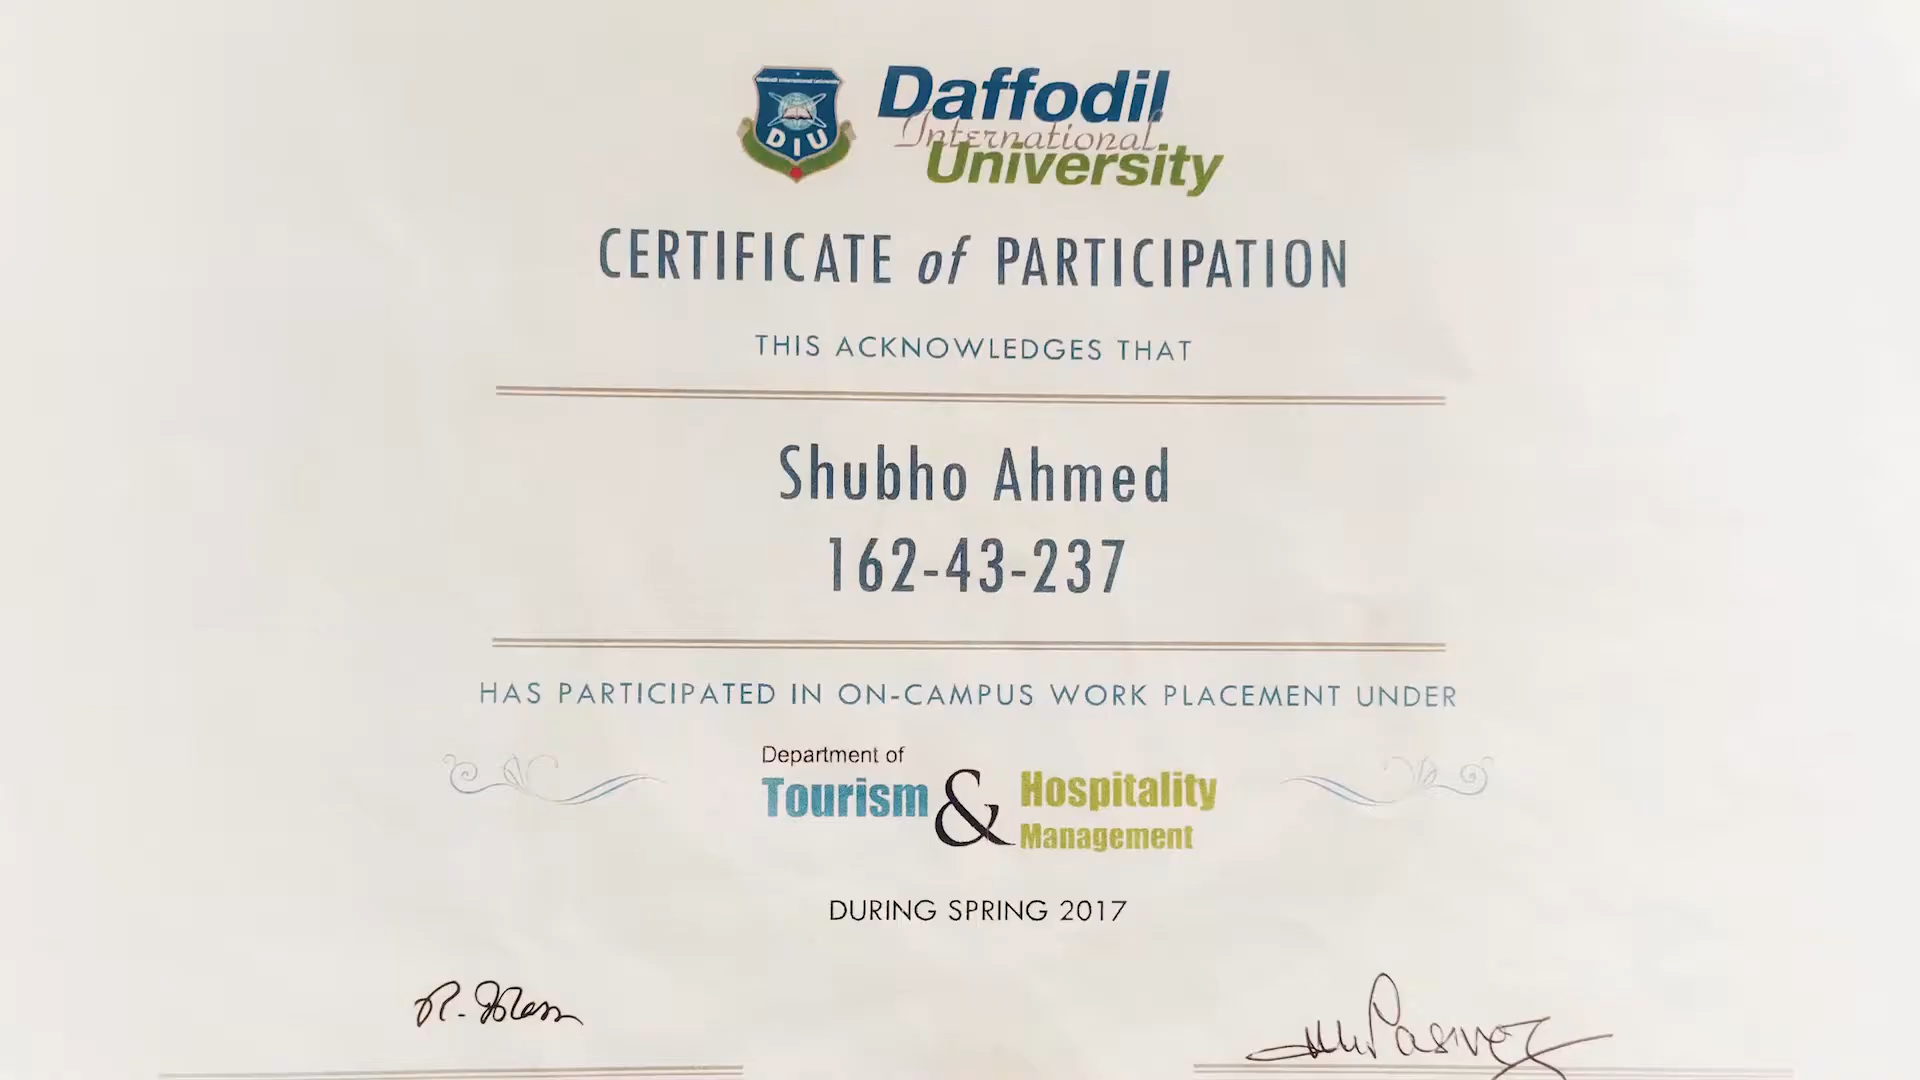 Daffodil
International
University
DIU
CERTIFICATE of PARTICIPATION
THIS ACKNOWLEDGES THAT
Shubho Ahmed
162-43-237
HAS PARTICIPATED IN ON-CAMPUS WORK PLACEMENT UNDER
Department of
Tourism & Hospitality
Management
DURING SPRING 2017